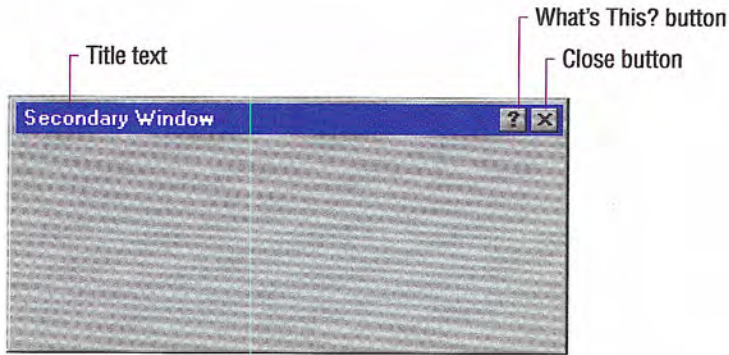 What's This? button
Title text
Close button
Secondary Window
?
X